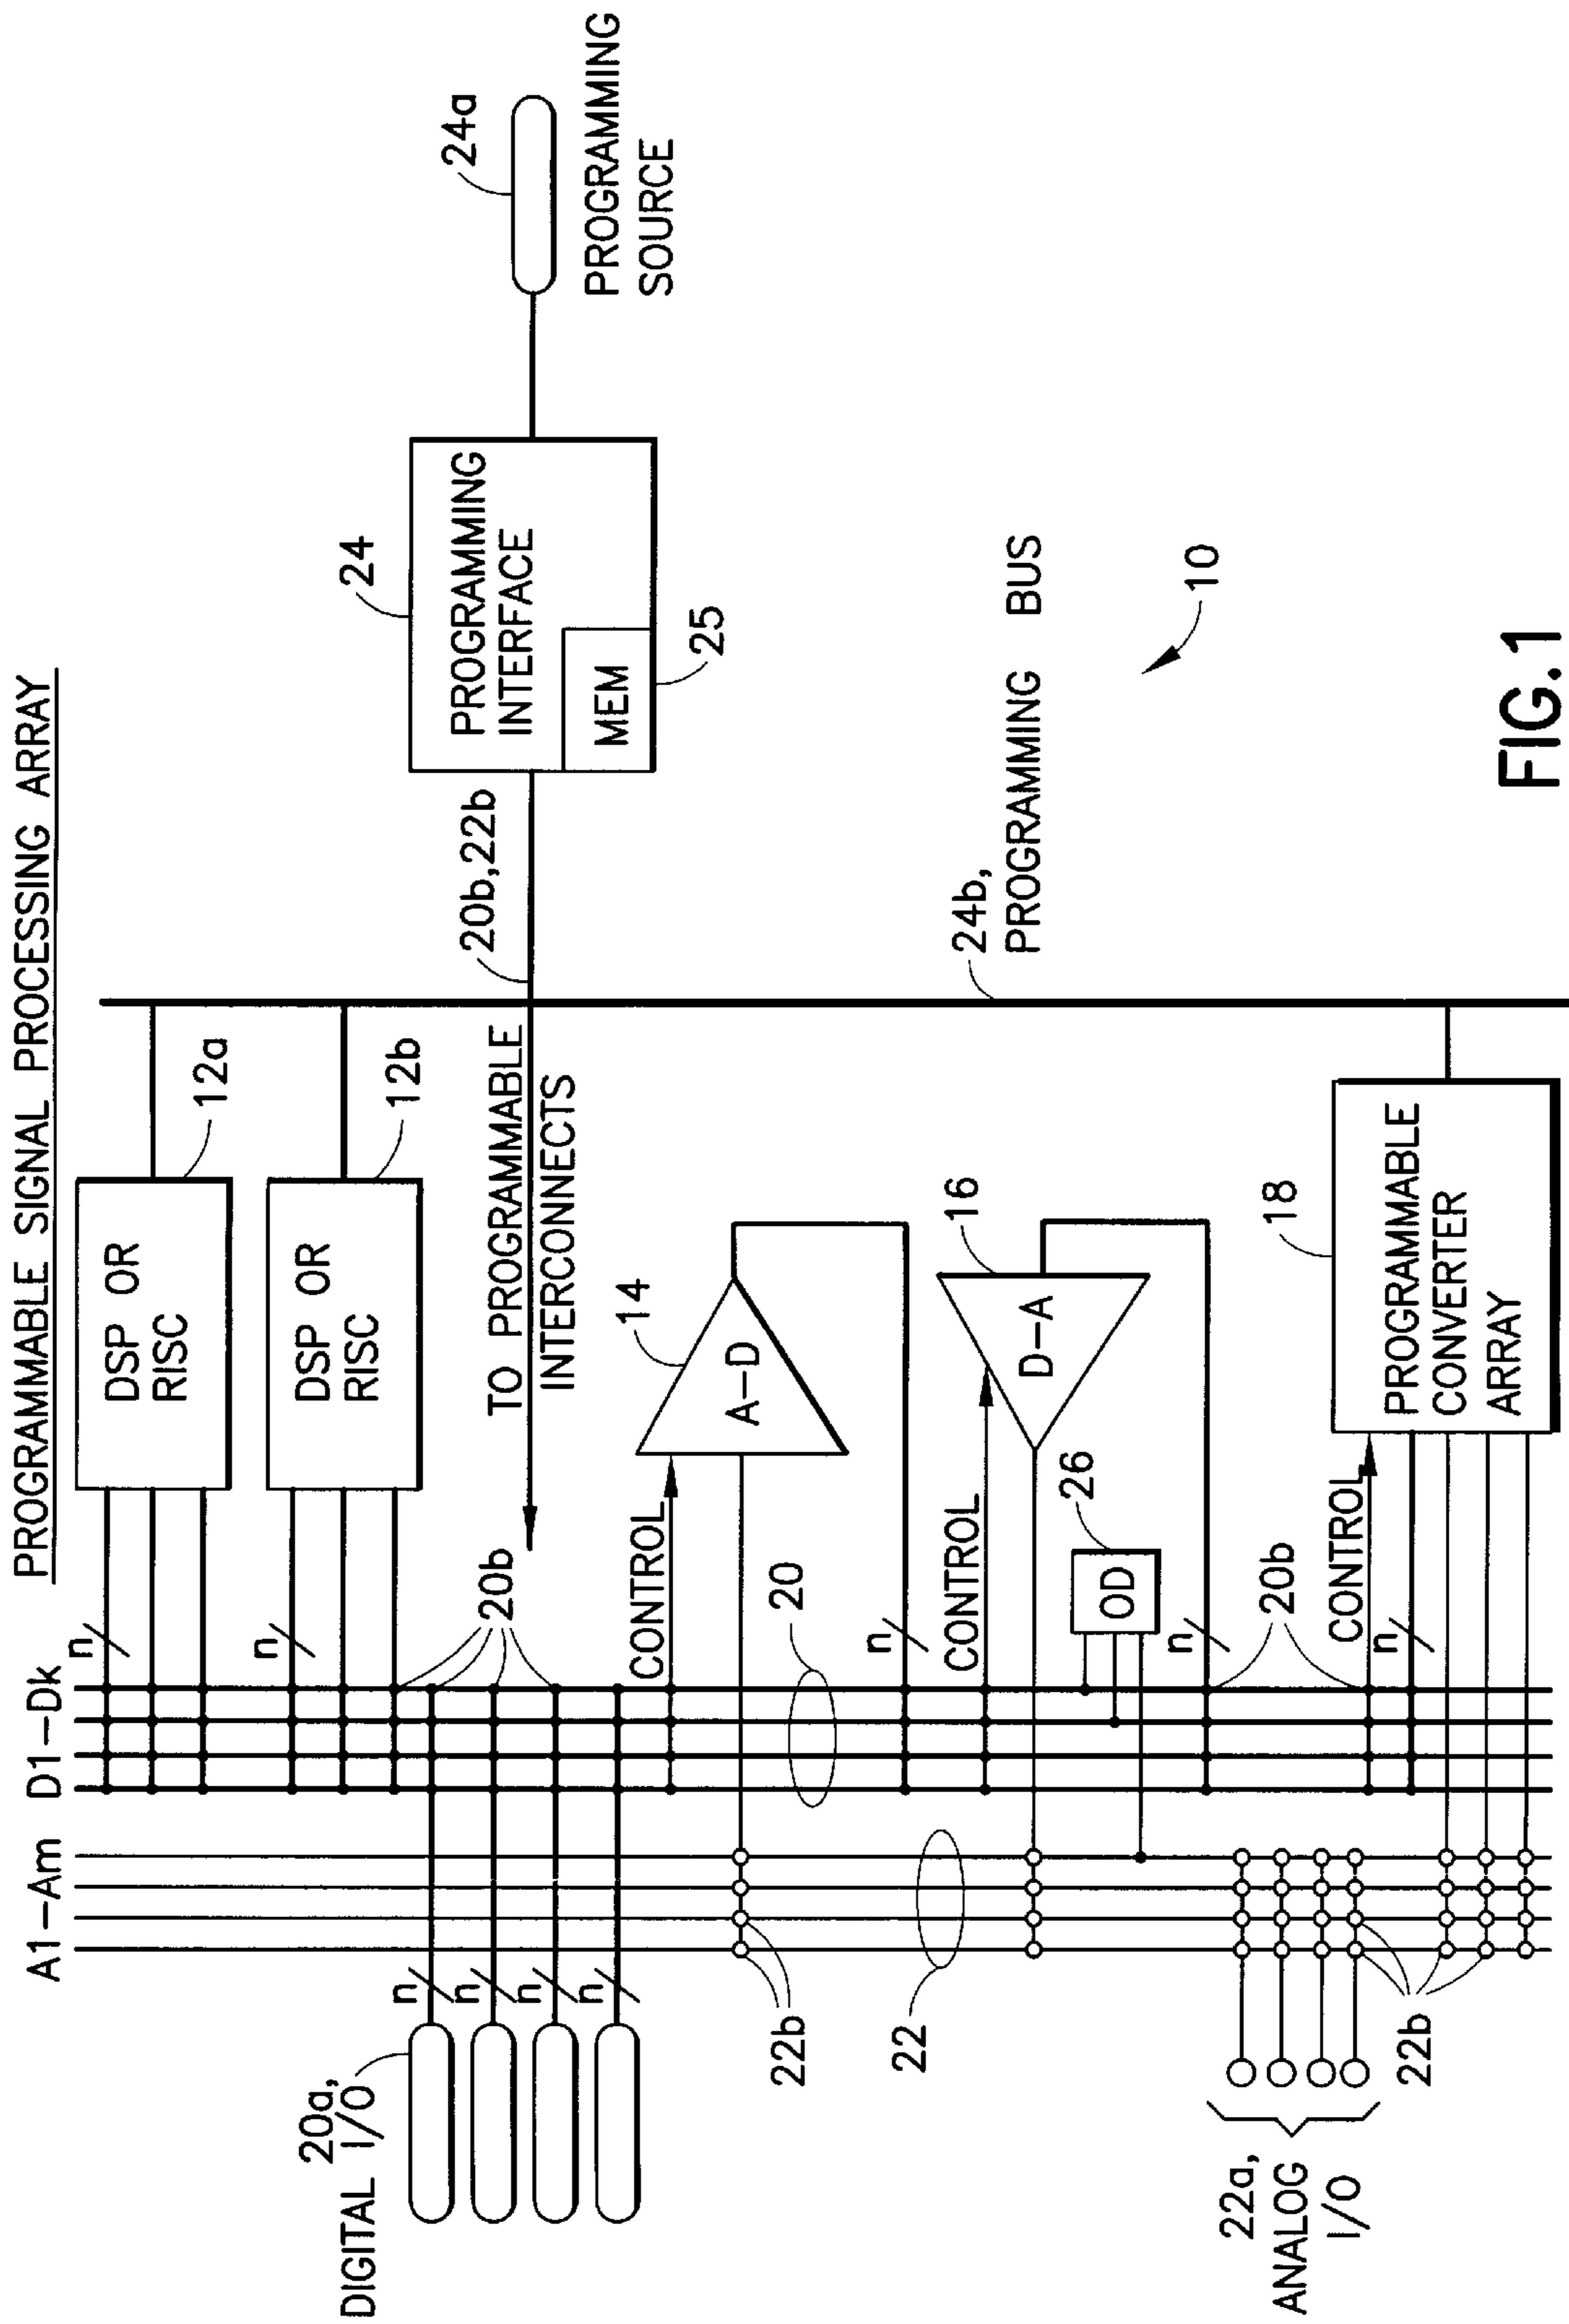 PROGRAMMABLE SIGNAL PROCESSING ARRAY
A1-Am
D1-Dk
n
DSP OR
RISC
12a
n
DSP OR
RISC
12b
20a,
DIGITAL I/O
n
n
n
n
20b
TO PROGRAMMABLE
INTERCONNECTS
20b,22b
24
PROGRAMMING
INTERFACE
MEM
25
24a
PROGRAMMING
SOURCE
CONTROL
14
A-D
22b
20
n
22
CONTROL
16
D-A
24b,
PROGRAMMING BUS
26
OD
n
10
20b
22a,
ANALOG
I/O
22b
CONTROL
n
18
PROGRAMMABLE
CONVERTER
ARRAY
FIG.1